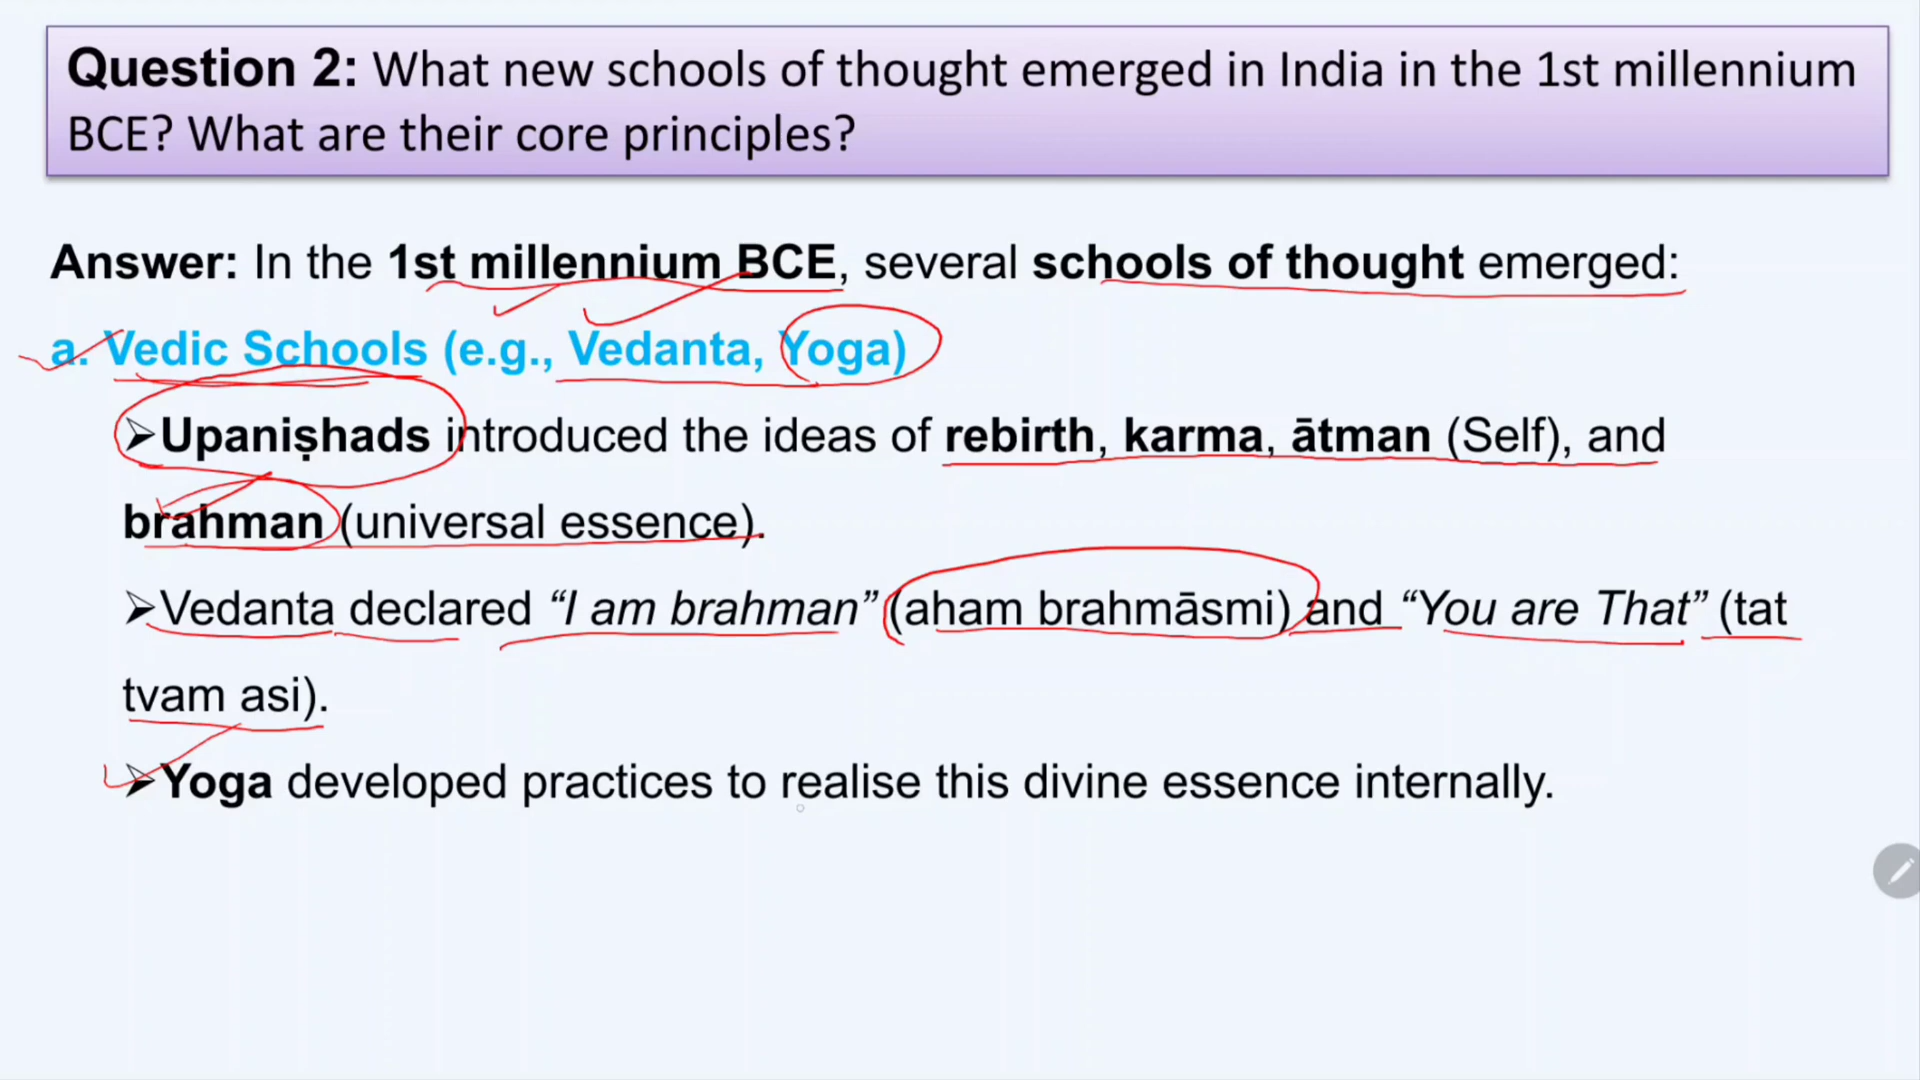 Question 2: What new schools of thought emerged in India in the 1st millennium
BCE? What are their core principles?
Answer: In the 1st millennium BCE, several schools of thought emerged:
a. Vedic Schools (e.g., Vedanta, Yoga)
➢Upaniṣhads introduced the ideas of rebirth, karma, ātman (Self), and
brahman (universal essence).
➢Vedanta declared “I am brahman” (aham brahmāsmi) and “You are That” (tat
tvam asi).
➢Yoga developed practices to realise this divine essence internally.